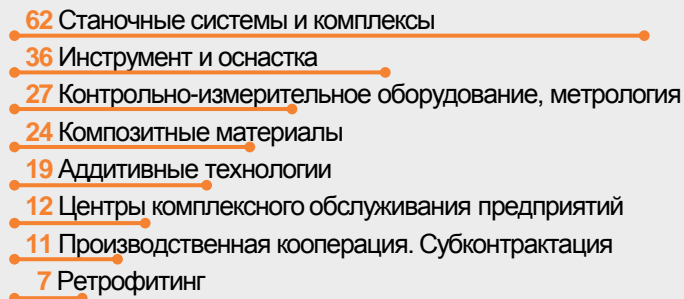 62 Станочные системы и комплексы
36 Инструмент и оснастка
27 Контрольно-измерительное оборудование, метрология
24 Композитные материалы
19 Аддитивные технологии
12 Центры комплексного обслуживания предприятий
11 Производственная кооперация. Субконтрактация
7 Ретрофитинг